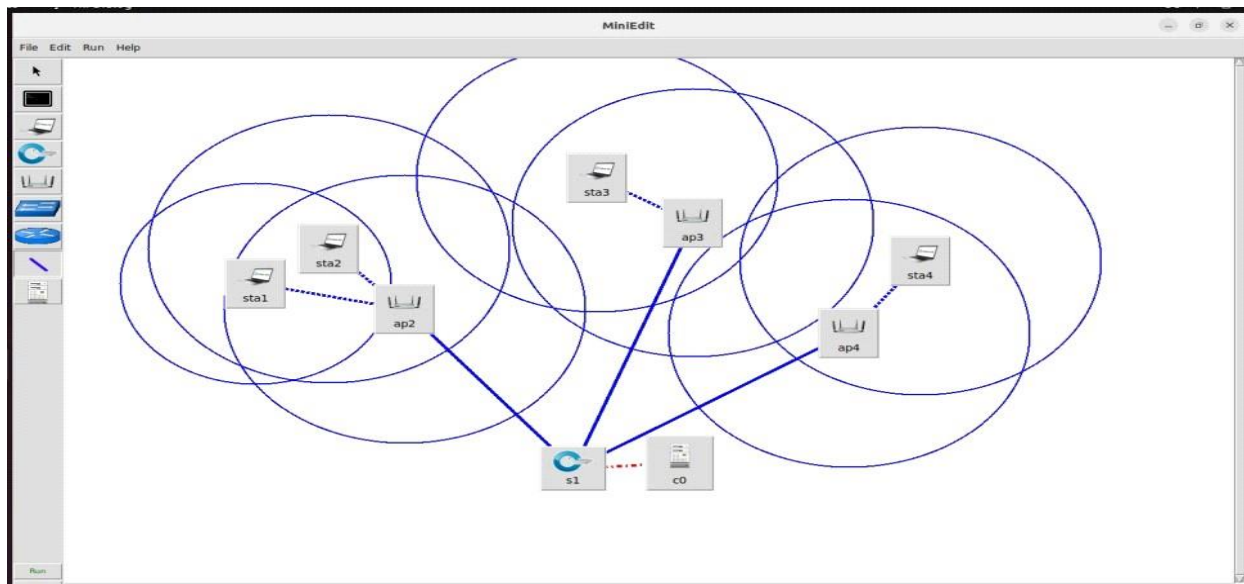 MiniEdit
File Edit Run Help
sta3
ap3
sta2
sta4
sta1
ap2
ap4
s1
c0
Run